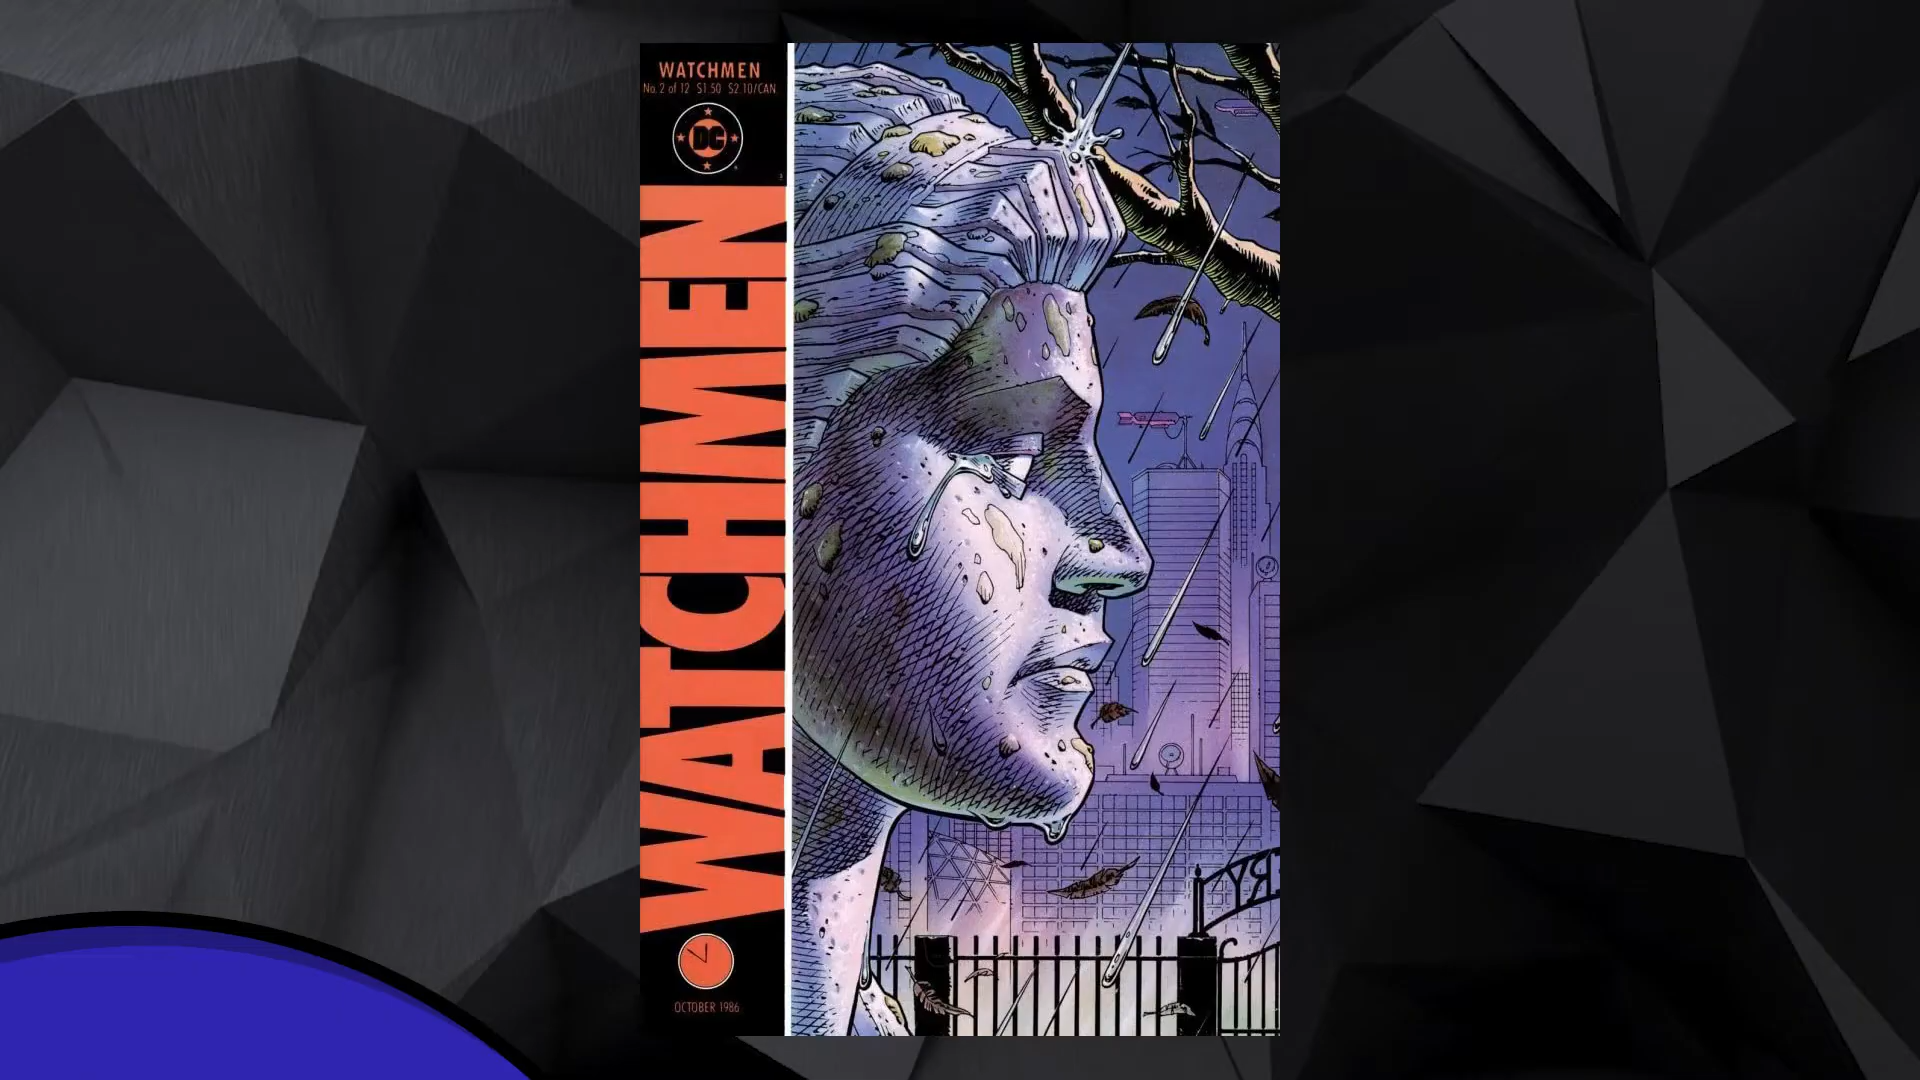 WATCHMEN
No. 2 of 12 $1.50 $2.10/CAN.
DC
WATCHMEN
OCTOBER 1986